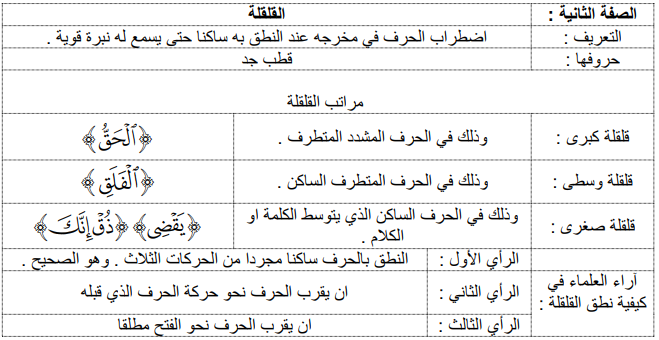 الصفة الثانية : القلقلة
التعريف : اضطراب الحرف في مخرجه عند النطق به ساكنا حتى يسمع له نبرة قوية .
حروفها : قطب جد
مراتب القلقلة
قلقلة كبرى : وذلك في الحرف المشدد المتطرف . ﴿ٱلۡحَقُّ﴾
قلقلة وسطى : وذلك في الحرف المتطرف الساكن . ﴿ٱلۡفَلَقِ﴾
قلقلة صغرى : وذلك في الحرف الساكن الذي يتوسط الكلمة او
الكلام . ﴿يَقۡضِي﴾ ﴿ذُقۡ إِنَّكَ﴾
آراء العلماء في
كيفية نطق القلقلة :
الرأي الأول : النطق بالحرف ساكنا مجردا من الحركات الثلاث . وهو الصحيح .
الرأي الثاني : ان يقرب الحرف نحو حركة الحرف الذي قبله
الرأي الثالث : ان يقرب الحرف نحو الفتح مطلقا